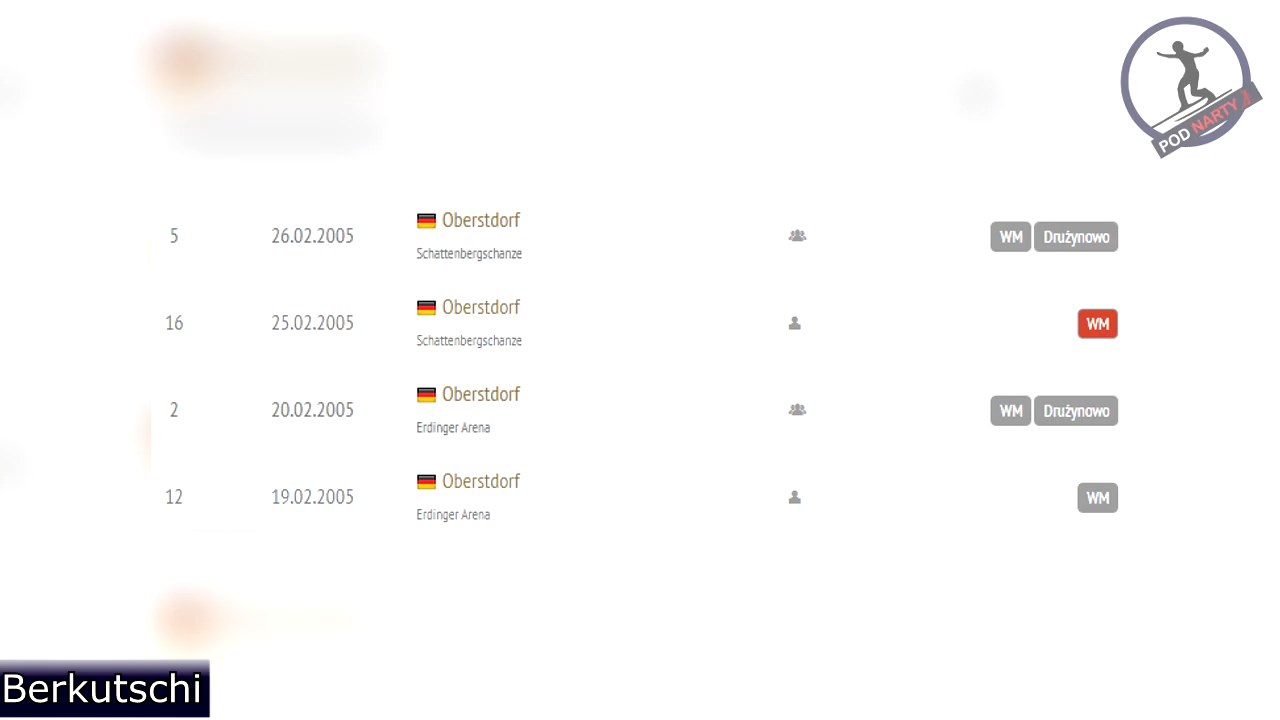 POD NARTY
5 26.02.2005 Oberstdorf WM Drużynowo
Schattenbergschanze
16 25.02.2005 Oberstdorf WM
Schattenbergschanze
2 20.02.2005 Oberstdorf WM Drużynowo
Erdinger Arena
12 19.02.2005 Oberstdorf WM
Erdinger Arena
Berkutschi